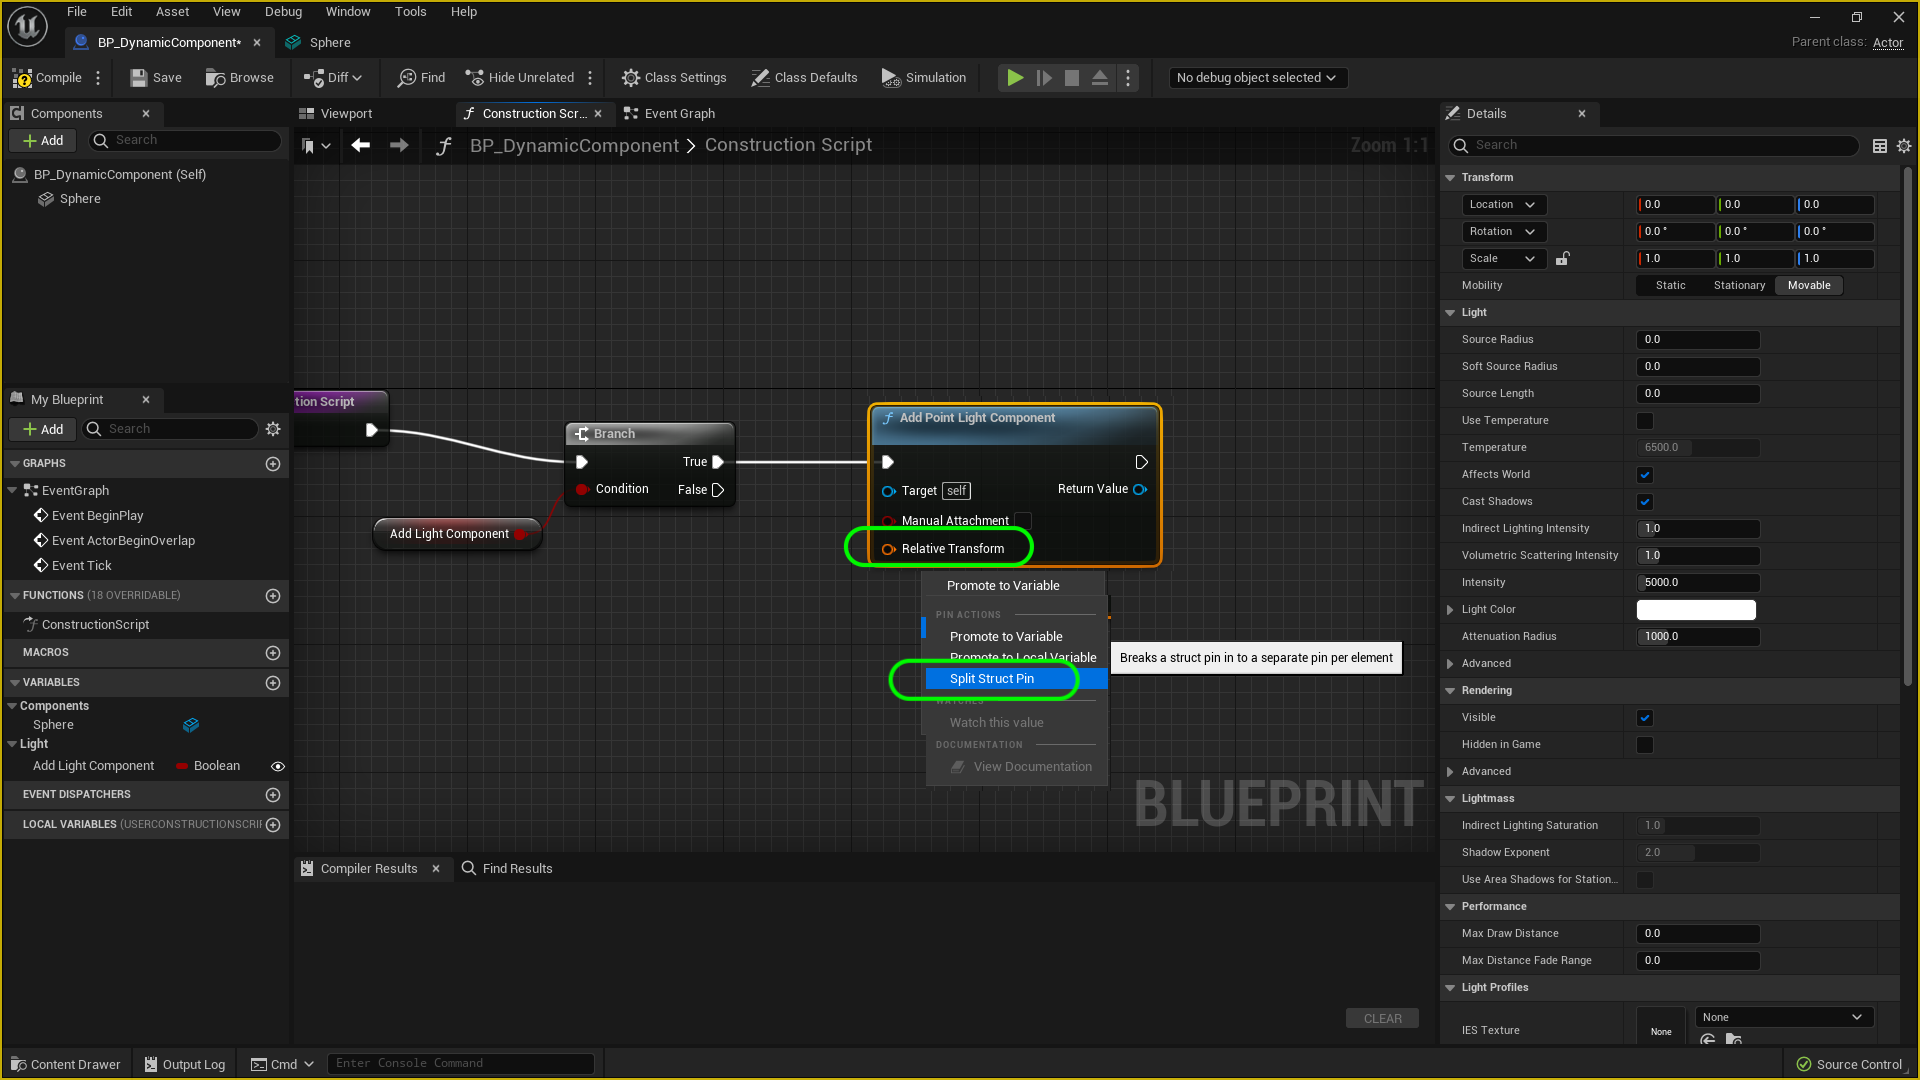 File Edit Asset View Debug Window Tools Help
BP_DynamicComponent* Sphere
Parent class: Actor
Compile Save Browse Diff Find Hide Unrelated Class Settings Class Defaults Simulation No debug object selected
Components
Add Search
BP_DynamicComponent (Self)
Sphere
My Blueprint
Add Search
GRAPHS
EventGraph
Event BeginPlay
Event ActorBeginOverlap
Event Tick
FUNCTIONS (18 OVERRIDABLE)
ConstructionScript
MACROS
VARIABLES
Components
Sphere
Light
Add Light Component Boolean
EVENT DISPATCHERS
LOCAL VARIABLES (USERCONSTRUCTIONSCRI
Viewport Construction Scr... Event Graph
BP_DynamicComponent > Construction Script
Zoom 1:1
tion Script
Branch
True
Condition False
Add Light Component
Add Point Light Component
Target self Return Value
Manual Attachment
Relative Transform
Promote to Variable
PIN ACTIONS
Promote to Variable
Promote to Local Variable
Split Struct Pin
Breaks a struct pin in to a separate pin per element
WATCHES
Watch this value
DOCUMENTATION
View Documentation
BLUEPRINT
Compiler Results Find Results
CLEAR
Details
Search
Transform
Location 0.0 0.0 0.0
Rotation 0.0 ° 0.0 ° 0.0 °
Scale 1.0 1.0 1.0
Mobility Static Stationary Movable
Light
Source Radius 0.0
Soft Source Radius 0.0
Source Length 0.0
Use Temperature
Temperature 6500.0
Affects World
Cast Shadows
Indirect Lighting Intensity 1.0
Volumetric Scattering Intensity 1.0
Intensity 5000.0
Light Color
Attenuation Radius 1000.0
Advanced
Rendering
Visible
Hidden in Game
Advanced
Lightmass
Indirect Lighting Saturation 1.0
Shadow Exponent 2.0
Use Area Shadows for Station...
Performance
Max Draw Distance 0.0
Max Distance Fade Range 0.0
Light Profiles
IES Texture None None
Content Drawer Output Log Cmd Enter Console Command Source Control